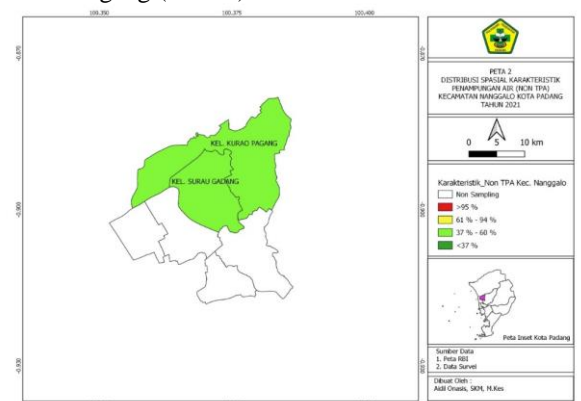 100,350 100,375 100,400
-0,870
-0,900
-0,930
KEL. KURAO PAGANG
KEL. SURAU GADANG
-0,870
-0,900
-0,930
PETA 2
DISTRIBUSI SPASIAL KARAKTERISTIK
PENAMPUNGAN AIR (NON TPA)
KECAMATAN NANGGALO KOTA PADANG
TAHUN 2021
0 5 10 km
Karakteristik_Non TPA Kec. Nanggalo
Non Sampling
>95 %
61 % - 94 %
37 % - 60 %
<37 %
Peta Inset Kota Padang
Sumber Data
1. Peta RBI
2. Data Survei
Dibuat Oleh :
Aidil Onasis, SKM, M.Kes